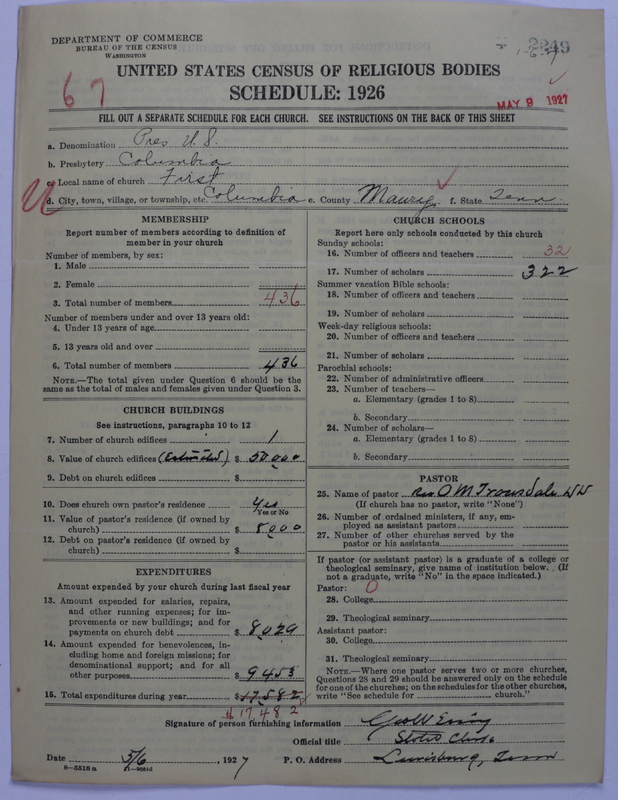 DEPARTMENT OF COMMERCE
BUREAU OF THE CENSUS
WASHINGTON
2249
UNITED STATES CENSUS OF RELIGIOUS BODIES
SCHEDULE: 1926
67
MAY 9 1927
FILL OUT A SEPARATE SCHEDULE FOR EACH CHURCH. SEE INSTRUCTIONS ON THE BACK OF THIS SHEET
a. Denomination Pres U.S.
b. Presbytery Columbia
c. Local name of church First
d. City, town, village, or township, etc. Columbia e. County Maury f. State Tenn.
MEMBERSHIP
Report number of members according to definition of
member in your church
Number of members, by sex:
1. Male
2. Female
3. Total number of members 436
Number of members under and over 13 years old:
4. Under 13 years of age
5. 13 years old and over
6. Total number of members 436
NOTE.—The total given under Question 6 should be the
same as the total of males and females given under Question 3.
CHURCH BUILDINGS
See instructions, paragraphs 10 to 12
7. Number of church edifices 1
8. Value of church edifices (Estimated) $ 50,000
9. Debt on church edifices $
10. Does church own pastor's residence Yes
Yes or No
11. Value of pastor's residence (if owned by
church) $ 8000
12. Debt on pastor's residence (if owned by
church) $
EXPENDITURES
Amount expended by your church during last fiscal year
13. Amount expended for salaries, repairs,
and other running expenses; for im-
provements or new buildings; and for
payments on church debt $ 8029
14. Amount expended for benevolences, in-
cluding home and foreign missions; for
denominational support; and for all
other purposes $ 9453
15. Total expenditures during year $ 17,582
$17,482
CHURCH SCHOOLS
Report here only schools conducted by this church
Sunday schools:
16. Number of officers and teachers 32
17. Number of scholars 322
Summer vacation Bible schools:
18. Number of officers and teachers
19. Number of scholars
Week-day religious schools:
20. Number of officers and teachers
21. Number of scholars
Parochial schools:
22. Number of administrative officers
23. Number of teachers—
a. Elementary (grades 1 to 8)
b. Secondary
24. Number of scholars—
a. Elementary (grades 1 to 8)
b. Secondary
PASTOR
25. Name of pastor Rev O M Trousdale DD
(If church has no pastor, write "None")
26. Number of ordained ministers, if any, em-
ployed as assistant pastors
27. Number of other churches served by the
pastor or his assistants
If pastor (or assistant pastor) is a graduate of a college or
theological seminary, give name of institution below. (If
not a graduate, write "No" in the space indicated.)
Pastor: 0
28. College
29. Theological seminary
Assistant pastor:
30. College
31. Theological seminary
NOTE.—Where one pastor serves two or more churches,
Questions 28 and 29 should be answered only on the schedule
for one of the churches; on the schedules for the other churches,
write "See schedule for church."
Signature of person furnishing information Geo W Ewing
Official title Stated Clerk
Date 5/6, 1927 P. O. Address Lewisburg, Tenn
8—5518 a